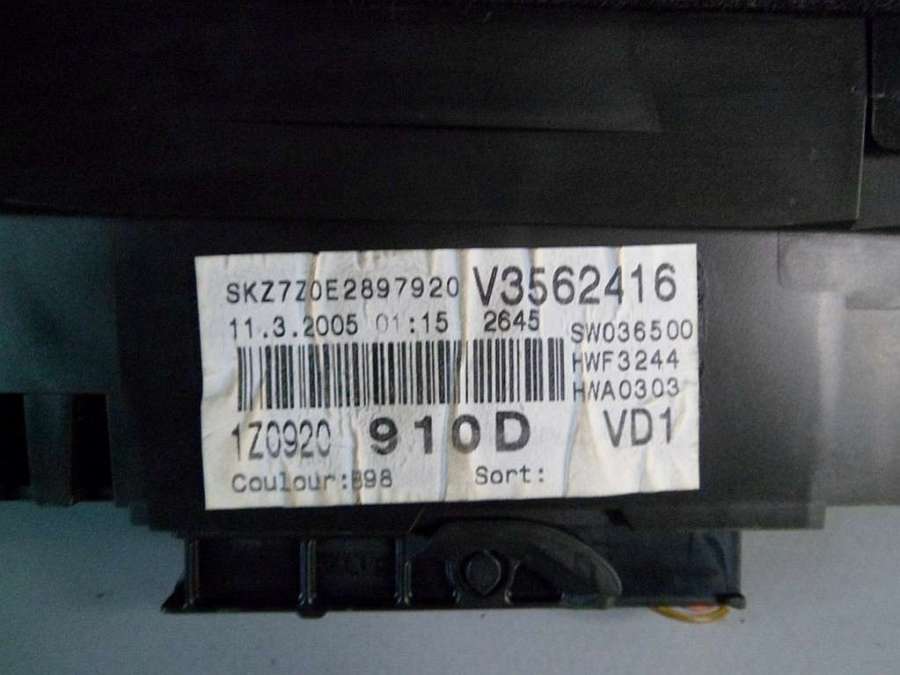 SKZ7Z0E2897920 V3562416
11.3.2005 01:15 2645 SW036500
HWF3244
HWA0303
1Z0920 910D VD1
Coulour:B98 Sort: